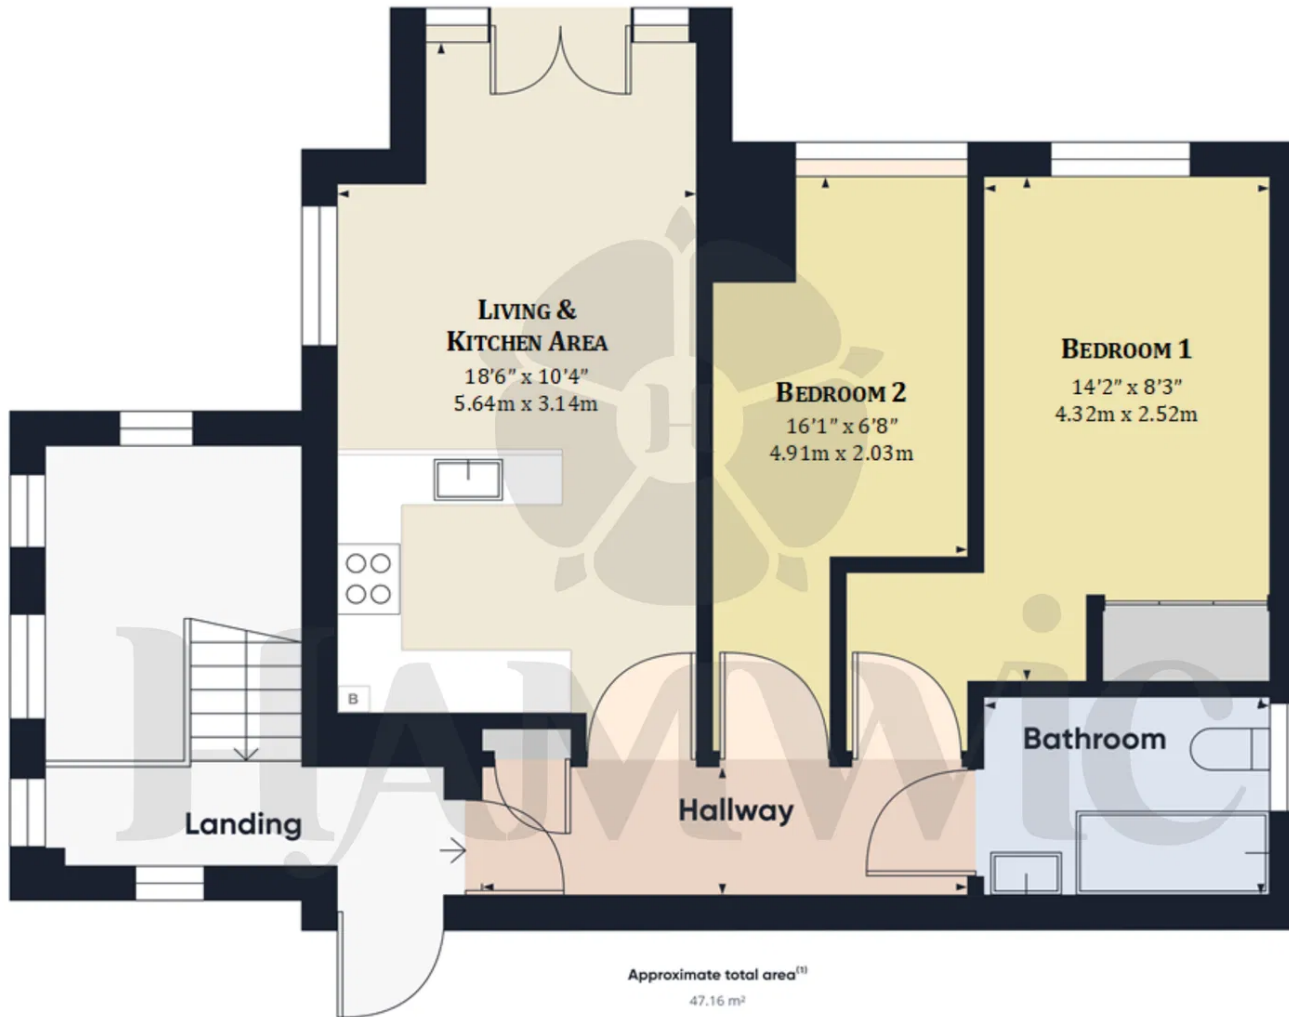 LIVING &
KITCHEN AREA
18'6" x 10'4"
5.64m x 3.14m
BEDROOM 2
16'1" x 6'8"
4.91m x 2.03m
BEDROOM 1
14'2" x 8'3"
4.32m x 2.52m
B
Bathroom
Hallway
Landing
H
HAMWIC
Approximate total area(1)
47.16 m²